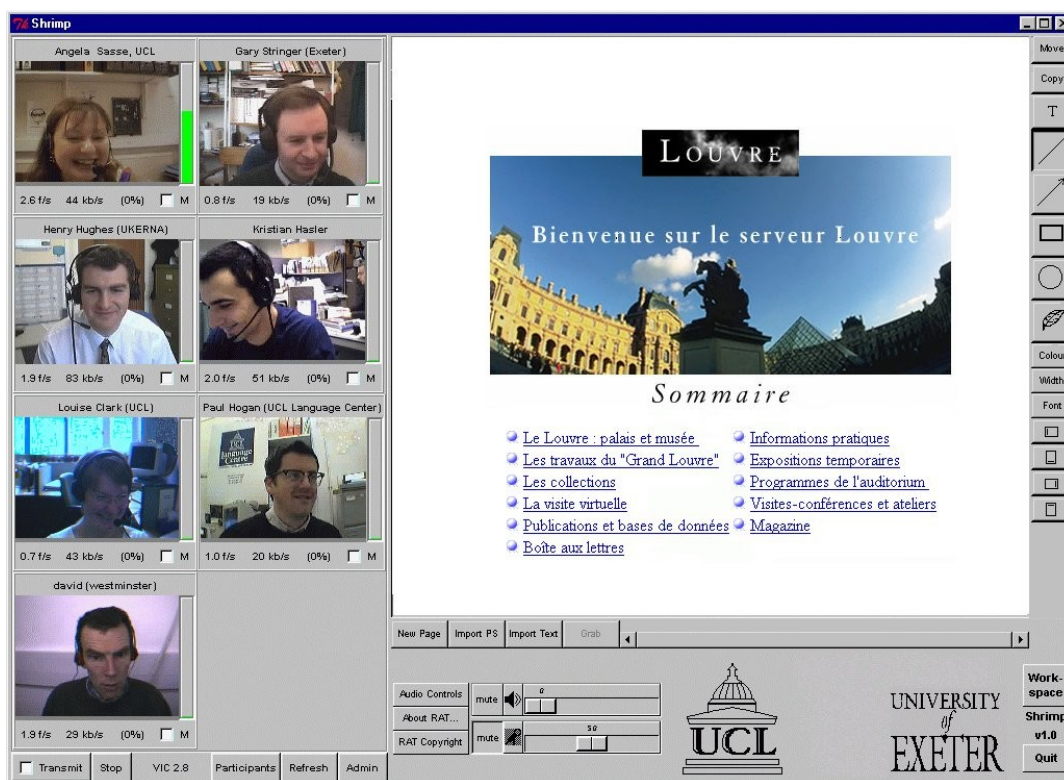 Shrimp
Angela Sasse, UCL
Gary Stringer (Exeter)
2.6 f/s 44 kb/s (0%) M
0.8 f/s 19 kb/s (0%) M
Henry Hughes (UKERNA)
Kristian Hasler
1.9 f/s 83 kb/s (0%) M
2.0 f/s 51 kb/s (0%) M
Louise Clark (UCL)
Paul Hogan (UCL Language Center)
UCL
language
Centre
0.7 f/s 43 kb/s (0%) M
1.0 f/s 20 kb/s (0%) M
david (westminster)
1.9 f/s 29 kb/s (0%) M
Transmit Stop VIC 2.8 Participants Refresh Admin
LOUVRE
Bienvenue sur le serveur Louvre
Sommaire
Le Louvre : palais et musée
Les travaux du "Grand Louvre"
Les collections
La visite virtuelle
Publications et bases de données
Boîte aux lettres
Informations pratiques
Expositions temporaires
Programmes de l'auditorium
Visites-conférences et ateliers
Magazine
Move
Copy
T
Colour
Width
Font
New Page Import PS Import Text Grab
Audio Controls
About RAT...
RAT Copyright
mute 0
mute 50
UCL
UNIVERSITY
of
EXETER
Work-
space
Shrimp
v1.0
Quit